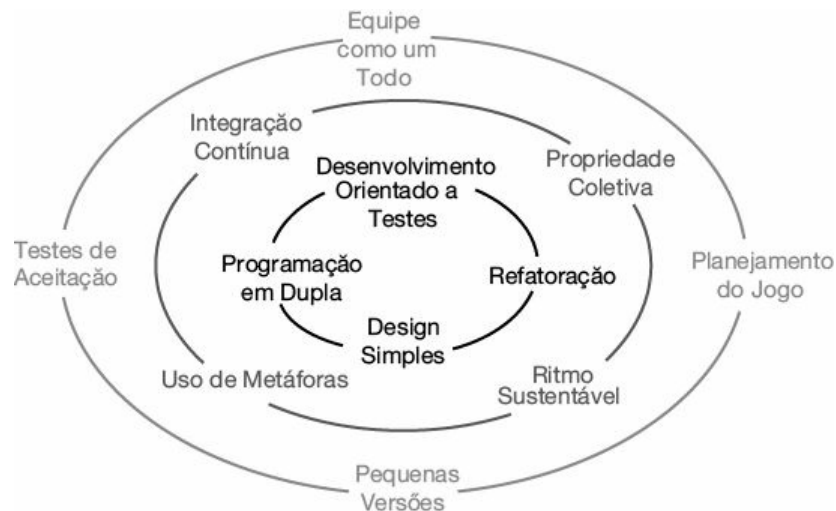 Equipe
como um
Todo
Integração
Contínua
Desenvolvimento
Orientado a
Testes
Propriedade
Coletiva
Testes de
Aceitação
Programação
em Dupla
Refatoração
Planejamento
do Jogo
Design
Simples
Uso de Metáforas
Ritmo
Sustentável
Pequenas
Versões